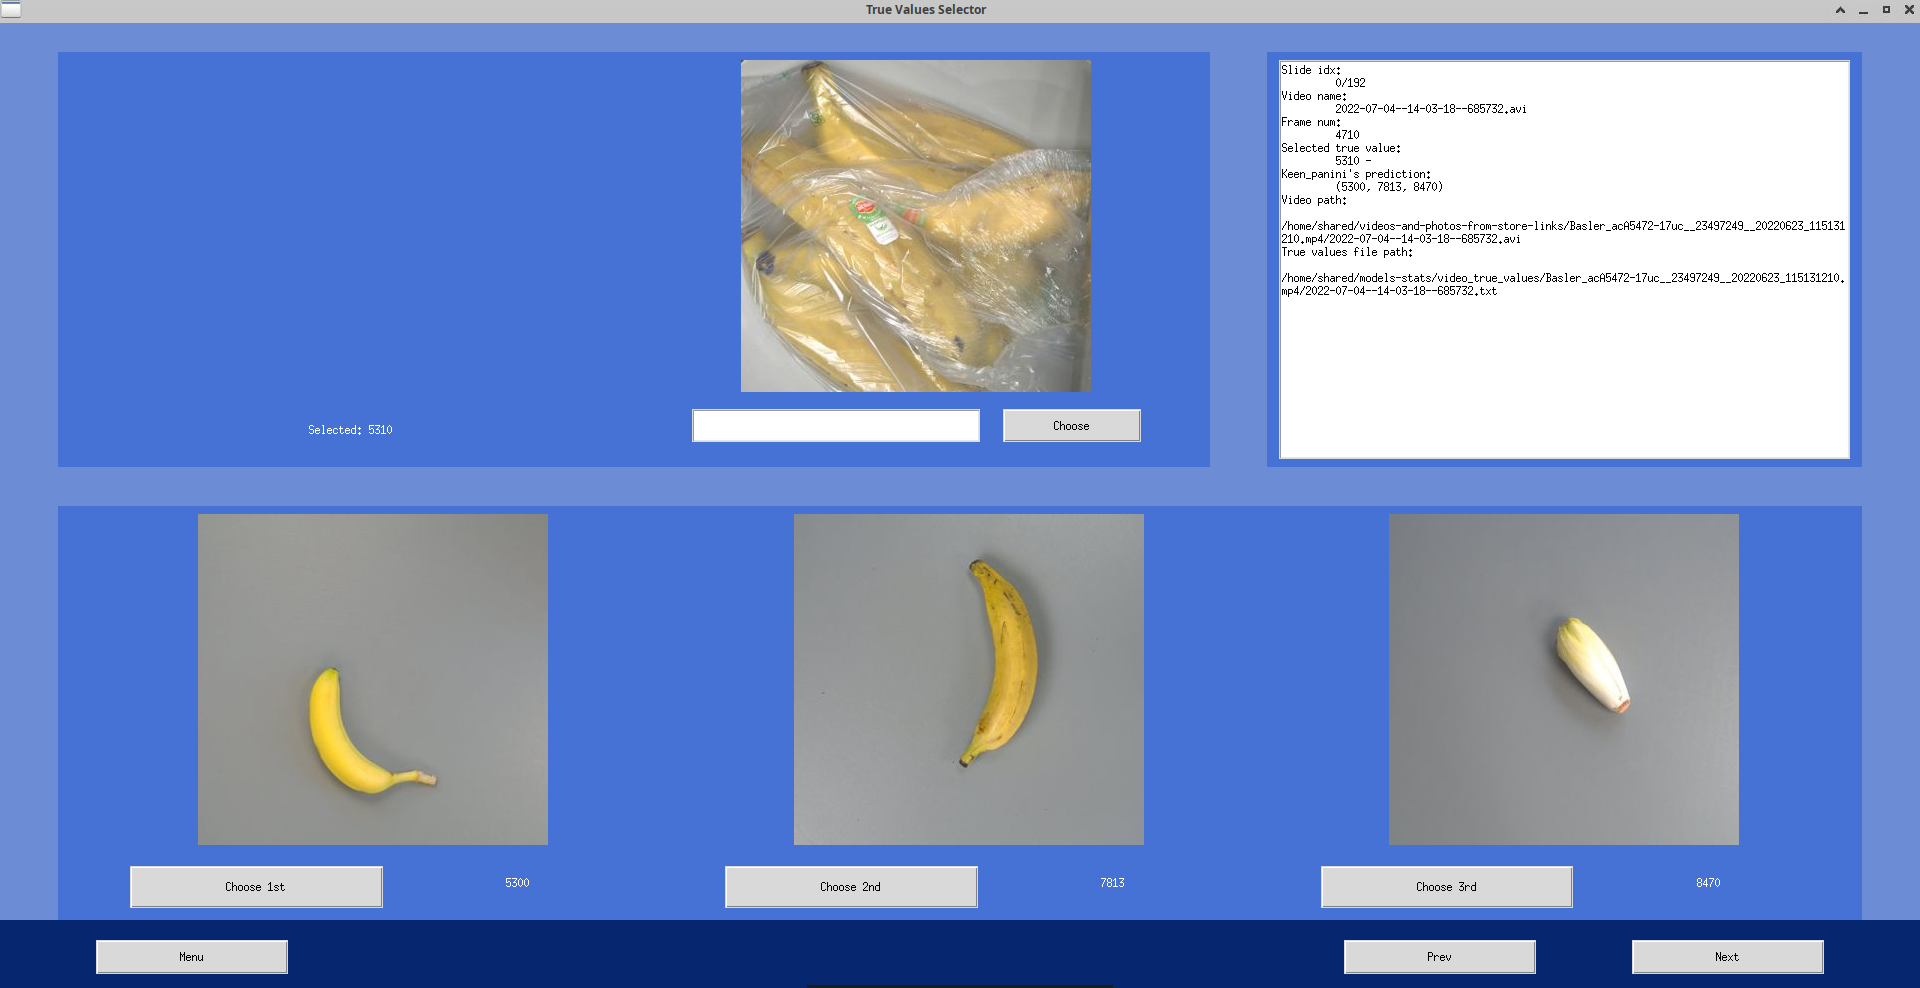 True Values Selector
Selected: 5310
Choose
Slide idx:
0/192
Video name:
2022-07-04--14-03-18--685732.avi
Frame num:
4710
Selected true value:
5310 -
Keen_panini's prediction:
(5300, 7813, 8470)
Video path:
/home/shared/videos-and-photos-from-store-links/Basler_acA5472-17uc__23497249__20220623_115131
210.mp4/2022-07-04--14-03-18--685732.avi
True values file path:
/home/shared/models-stats/video_true_values/Basler_acA5472-17uc__23497249__20220623_115131210.
mp4/2022-07-04--14-03-18--685732.txt
Choose 1st
5300
Choose 2nd
7813
Choose 3rd
8470
Menu
Prev
Next